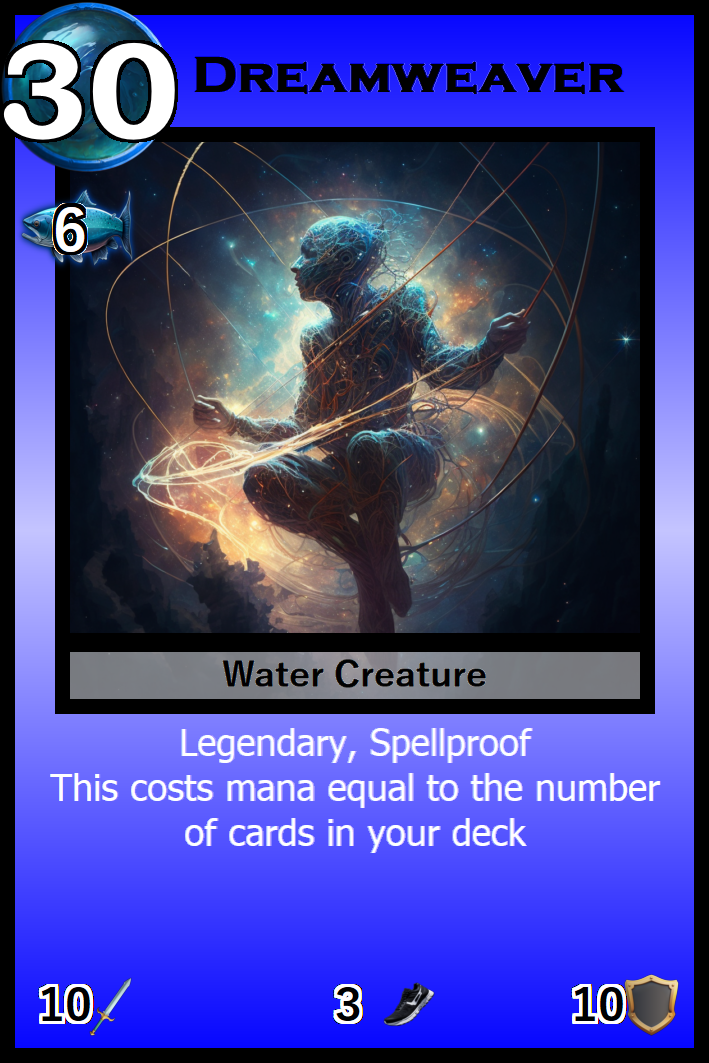 30
Dreamweaver
6
Water Creature
Legendary, Spellproof
This costs mana equal to the number
of cards in your deck
10 3 10